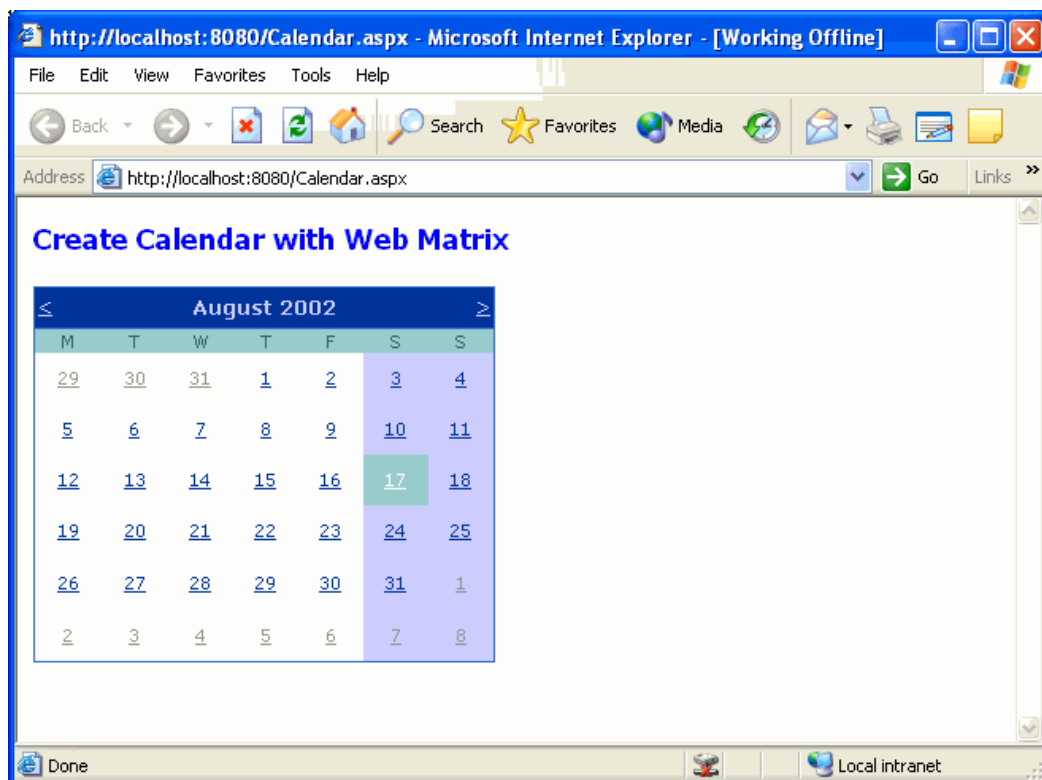 http://localhost:8080/Calendar.aspx - Microsoft Internet Explorer - [Working Offline]
File Edit View Favorites Tools Help
Back Search Favorites Media
Address http://localhost:8080/Calendar.aspx Go Links »
Create Calendar with Web Matrix
< August 2002 >
M T W T F S S
29 30 31 1 2 3 4
5 6 7 8 9 10 11
12 13 14 15 16 17 18
19 20 21 22 23 24 25
26 27 28 29 30 31 1
2 3 4 5 6 7 8
Done Local intranet